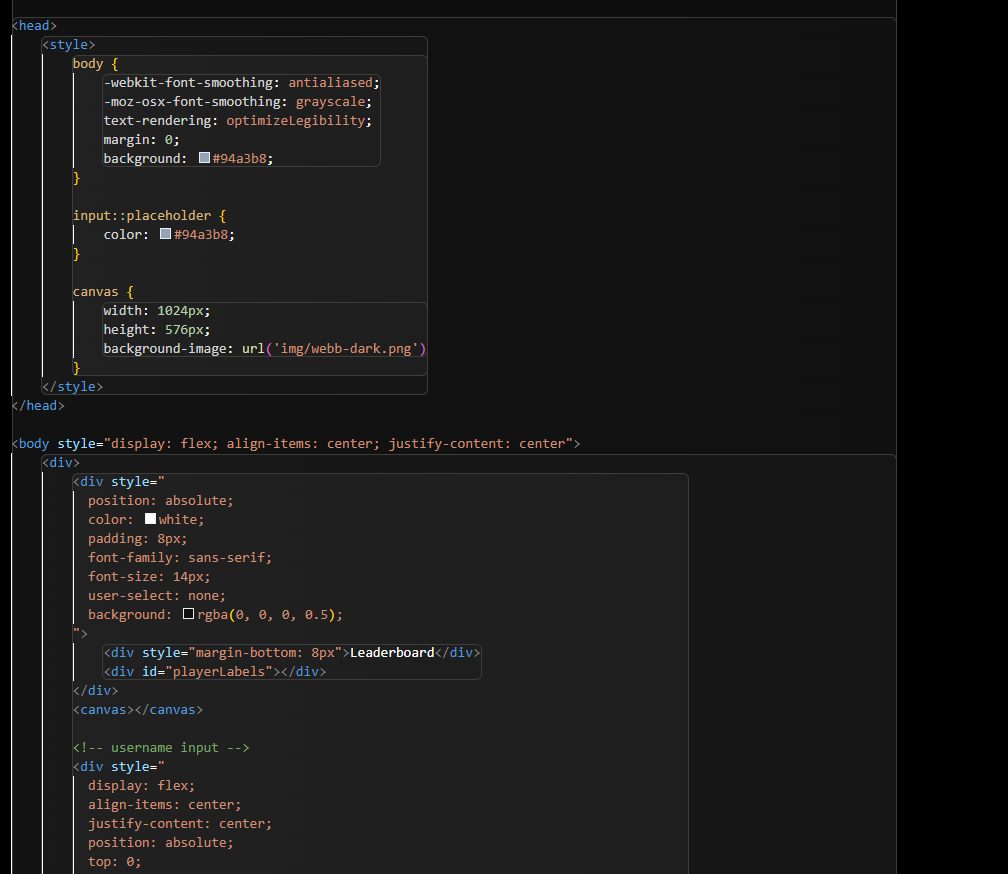 <head>
<style>
body {
-webkit-font-smoothing: antialiased;
-moz-osx-font-smoothing: grayscale;
text-rendering: optimizeLegibility;
margin: 0;
background: #94a3b8;
}
input::placeholder {
color: #94a3b8;
}
canvas {
width: 1024px;
height: 576px;
background-image: url('img/webb-dark.png')
}
</style>
</head>
<body style="display: flex; align-items: center; justify-content: center">
<div>
<div style="
position: absolute;
color: white;
padding: 8px;
font-family: sans-serif;
font-size: 14px;
user-select: none;
background: rgba(0, 0, 0, 0.5);
">
<div style="margin-bottom: 8px">Leaderboard</div>
<div id="playerLabels"></div>
</div>
<canvas></canvas>
<!-- username input -->
<div style="
display: flex;
align-items: center;
justify-content: center;
position: absolute;
top: 0;